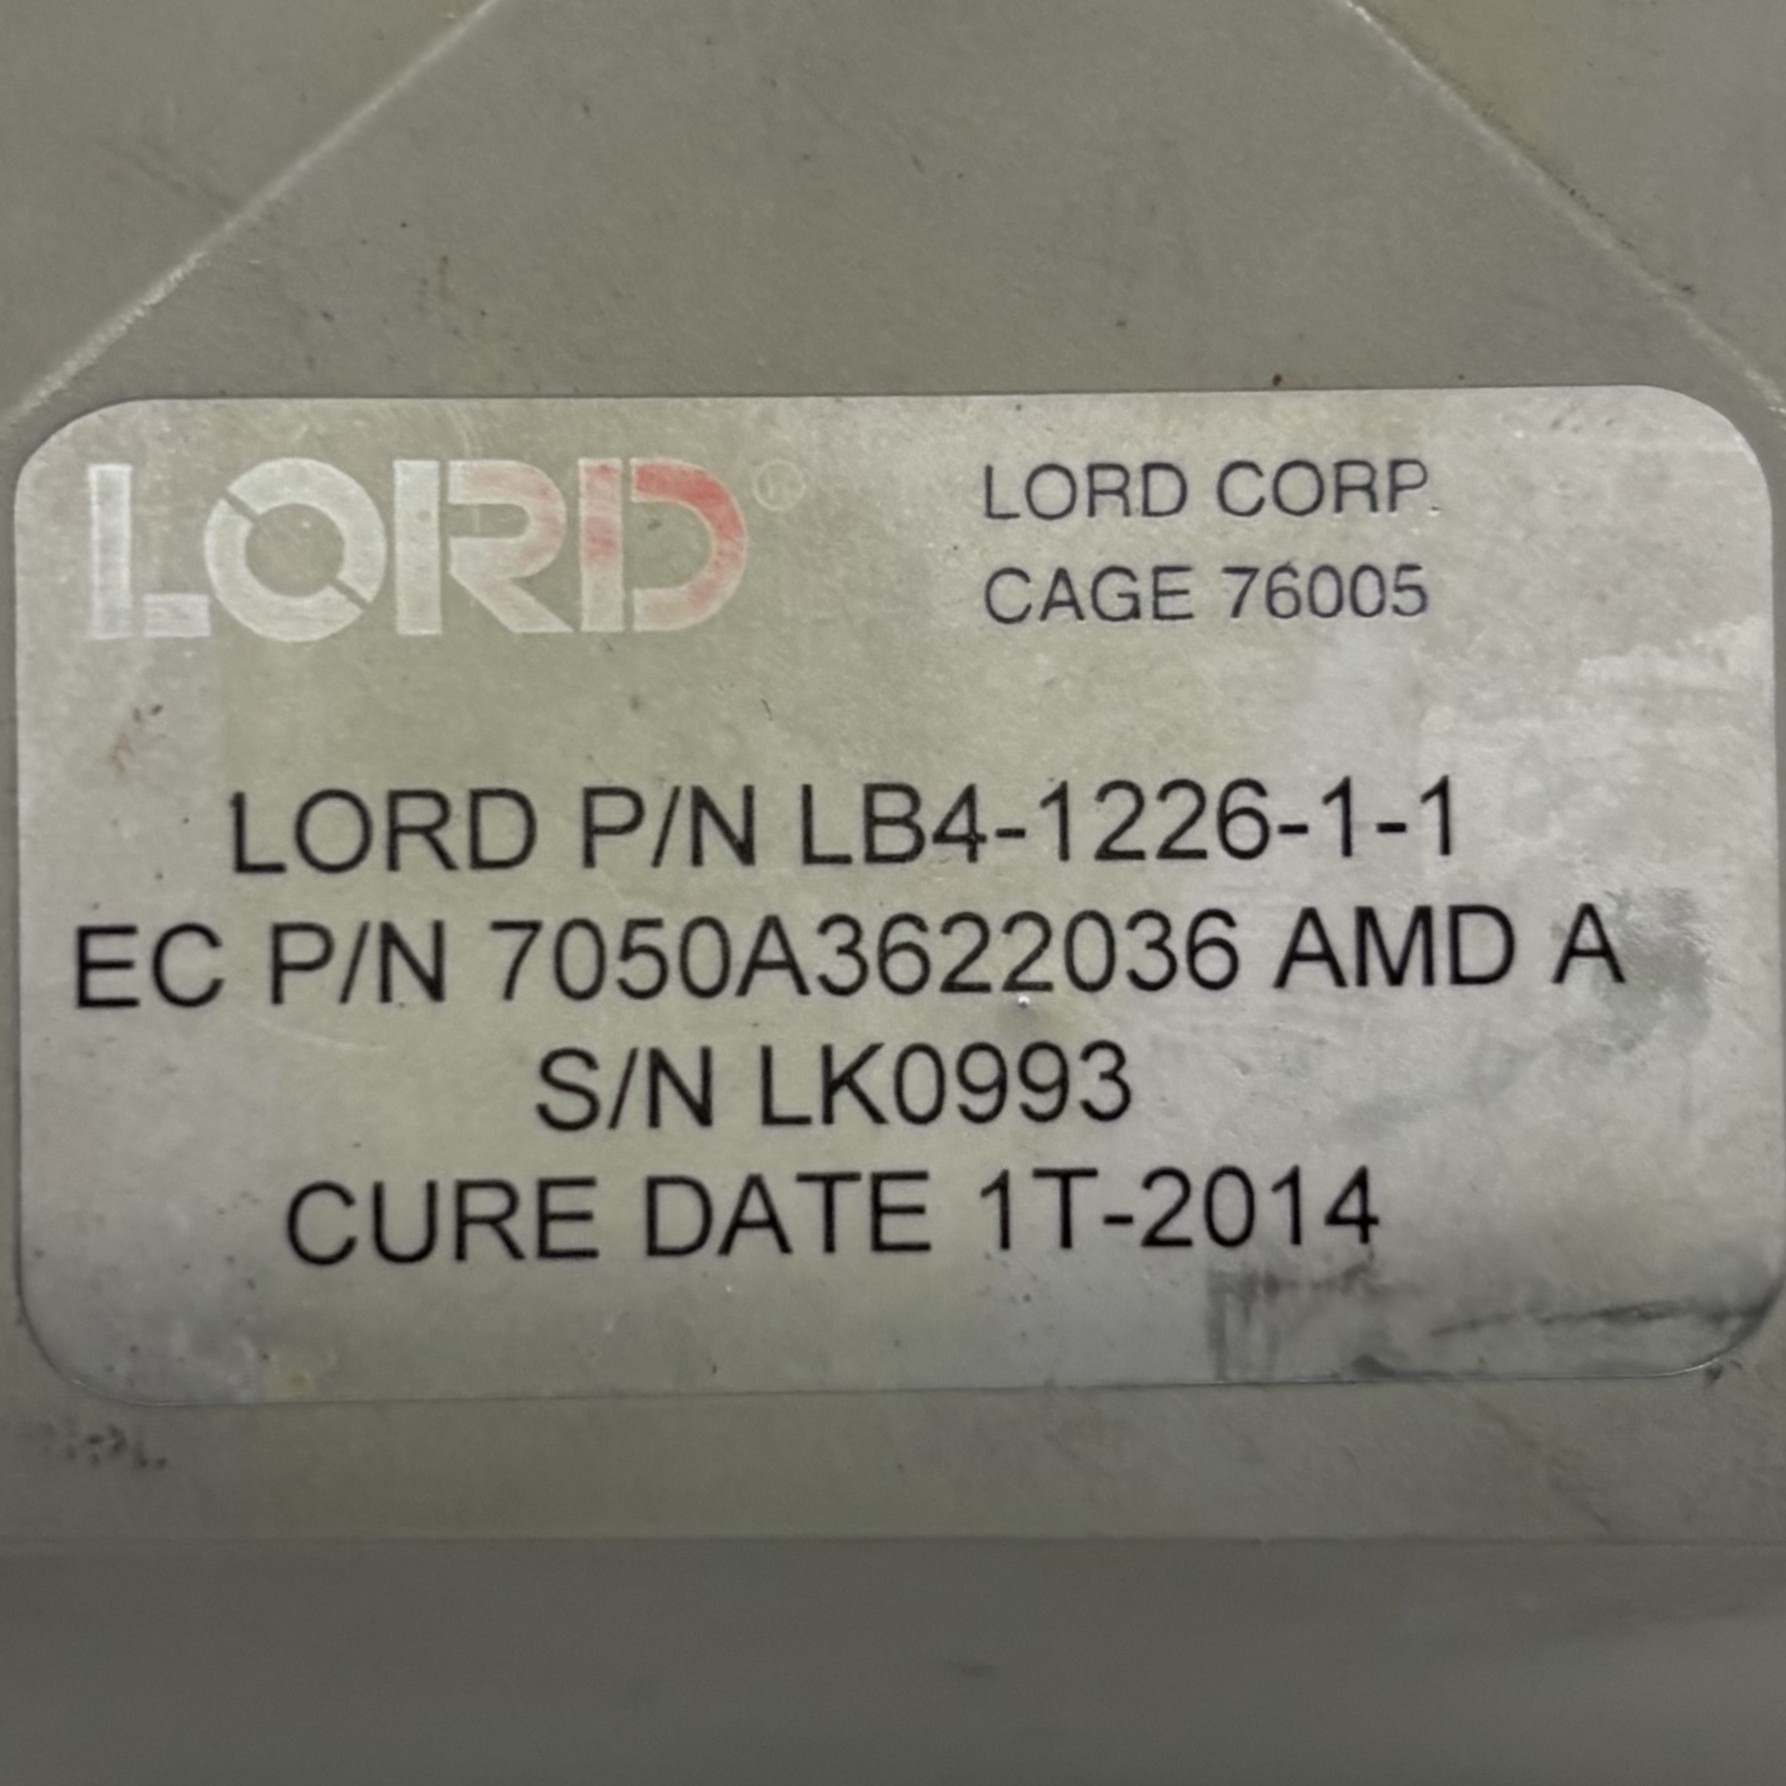 LORD®
LORD CORP.
CAGE 76005
LORD P/N LB4-1226-1-1
EC P/N 7050A3622036 AMD A
S/N LK0993
CURE DATE 1T-2014